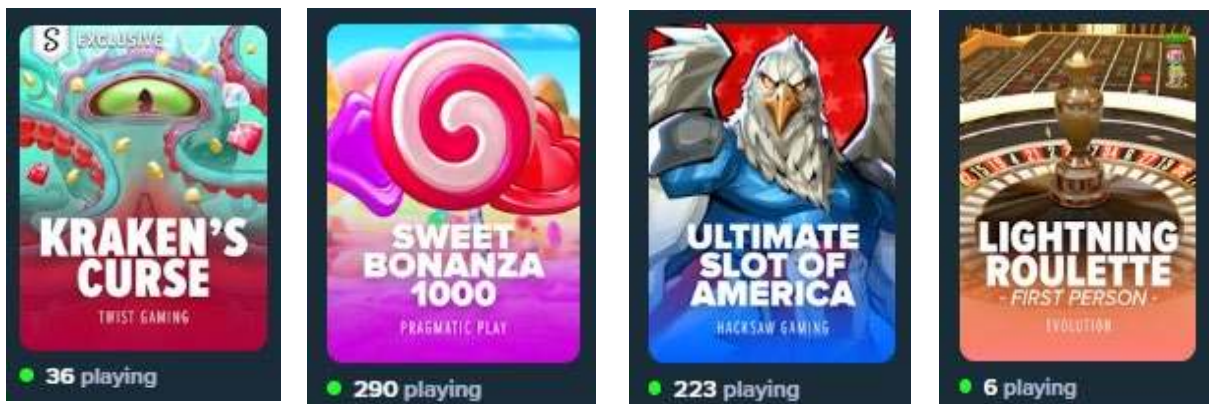 S EXCLUSIVE
KRAKEN'S
CURSE
TWIST GAMING
36 playing
SWEET
BONANZA
1000
PRAGMATIC PLAY
290 playing
ULTIMATE
SLOT OF
AMERICA
HACKSAW GAMING
223 playing
LIGHTNING
ROULETTE
- FIRST PERSON -
EVOLUTION
6 playing